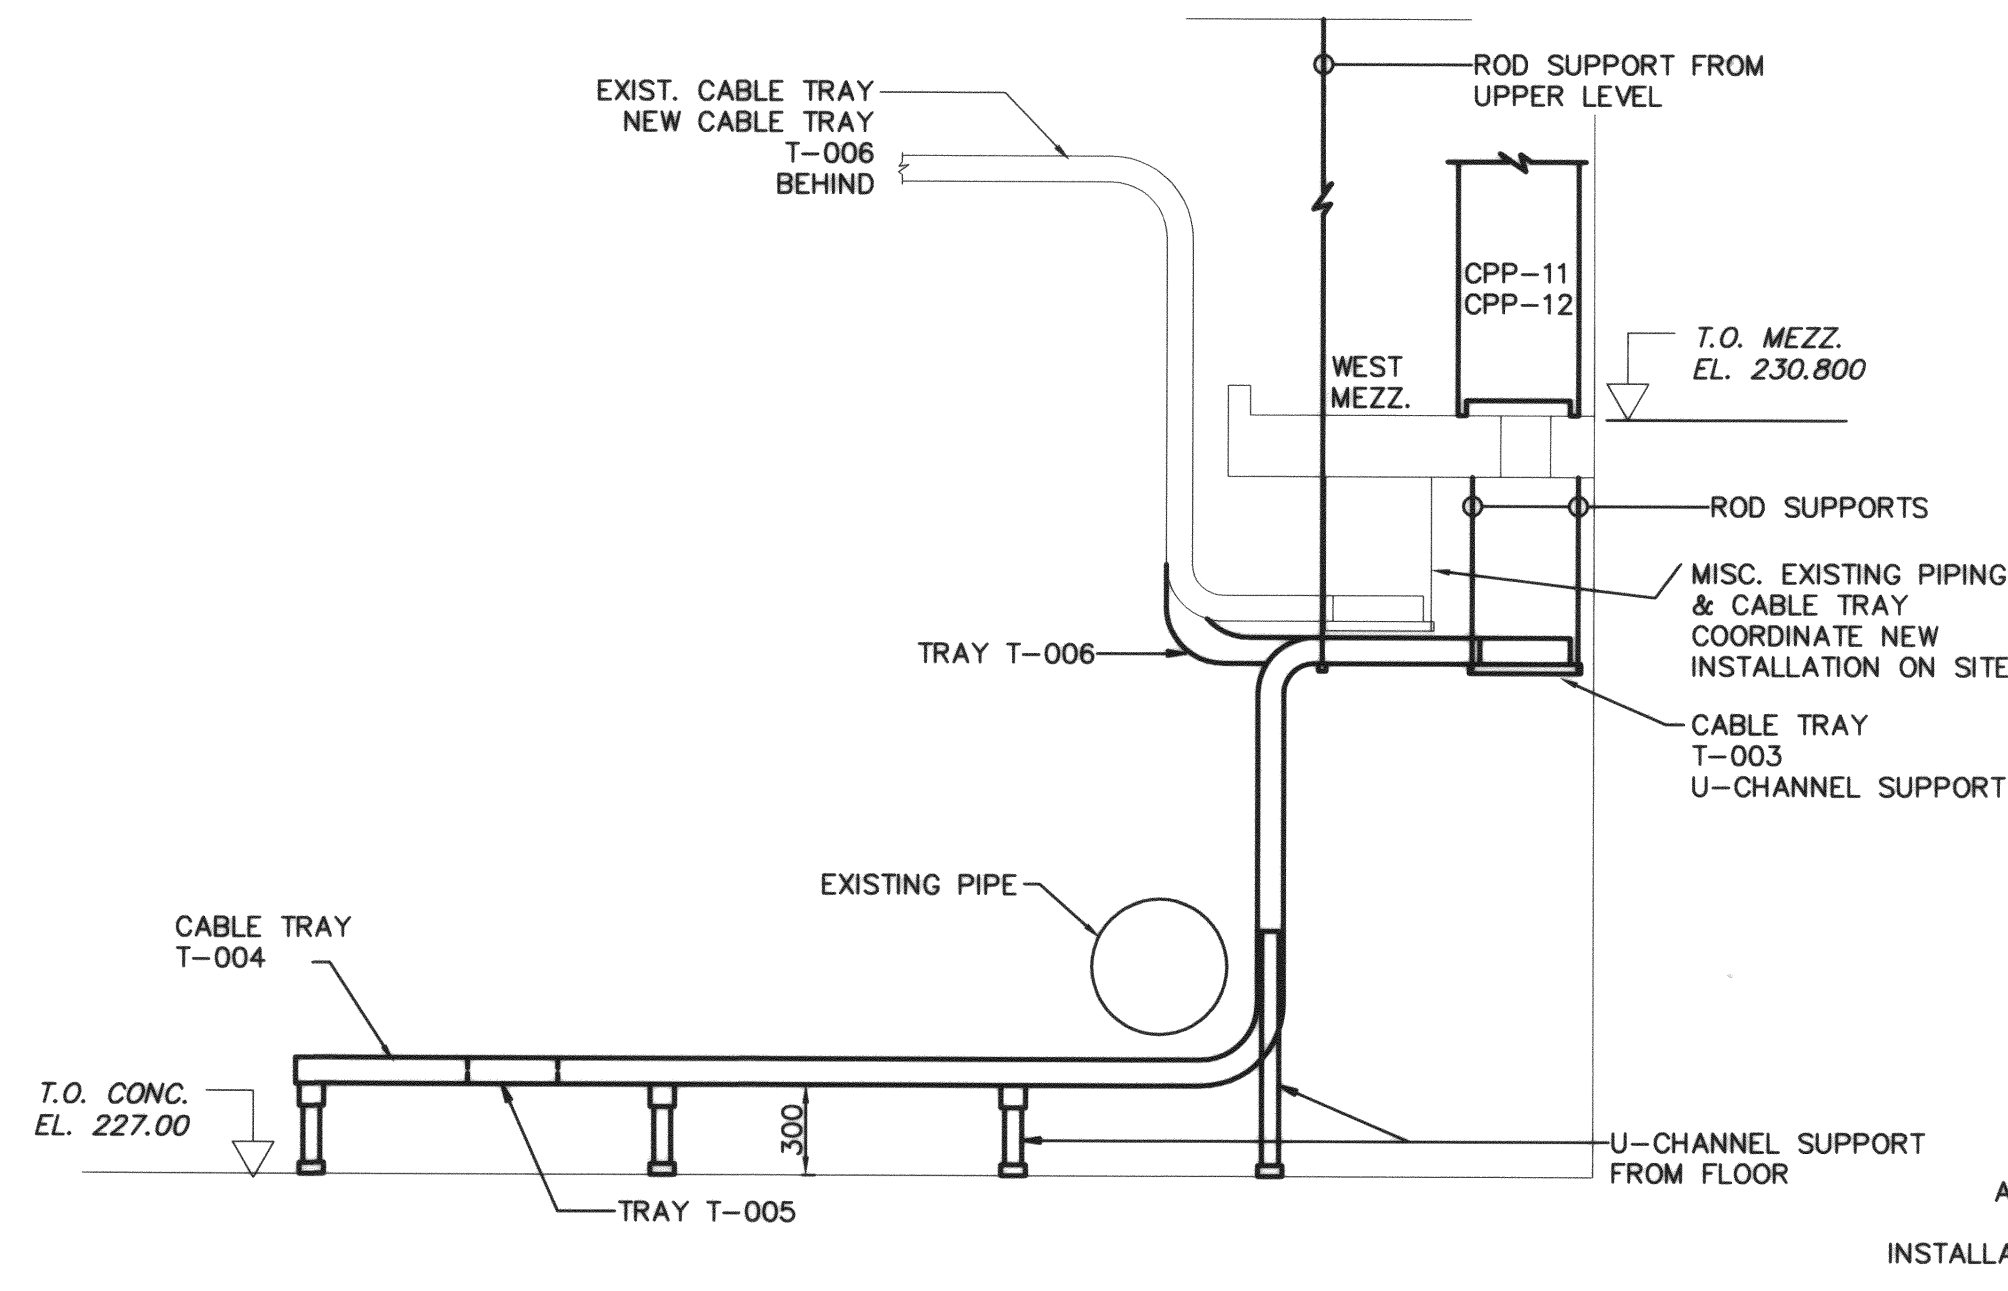 ROD SUPPORT FROM
UPPER LEVEL
EXIST. CABLE TRAY
NEW CABLE TRAY
T-006
BEHIND
CPP-11
CPP-12
T.O. MEZZ.
EL. 230.800
WEST
MEZZ.
ROD SUPPORTS
MISC. EXISTING PIPING
& CABLE TRAY
COORDINATE NEW
INSTALLATION ON SITE
TRAY T-006
CABLE TRAY
T-003
U-CHANNEL SUPPORT
EXISTING PIPE
CABLE TRAY
T-004
T.O. CONC.
EL. 227.00
300
U-CHANNEL SUPPORT
FROM FLOOR
TRAY T-005